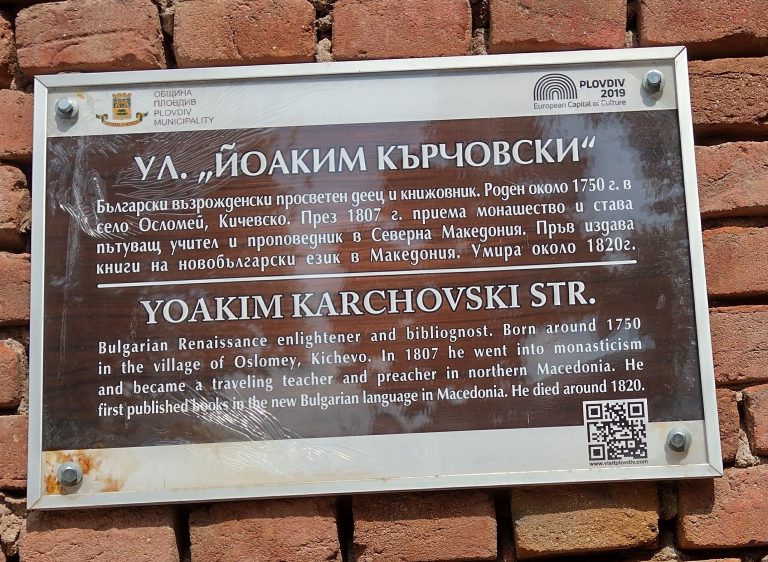 ОБЩИНА
ПЛОВДИВ
PLOVDIV
MUNICIPALITY
PLOVDIV
2019
European Capital of Culture
УЛ. „ЙОАКИМ КЪРЧОВСКИ“
Български възрожденски просветен деец и книжовник. Роден около 1750 г. в
село Осломей, Кичевско. През 1807 г. приема монашество и става
пътуващ учител и проповедник в Северна Македония. Пръв издава
книги на новобългарски език в Македония. Умира около 1820г.
YOAKIM KARCHOVSKI STR.
Bulgarian Renaissance enlightener and bibliognost. Born around 1750
in the village of Oslomey, Kichevo. In 1807 he went into monasticism
and became a traveling teacher and preacher in northern Macedonia. He
first published books in the new Bulgarian language in Macedonia. He died around 1820.
www.visitplovdiv.com